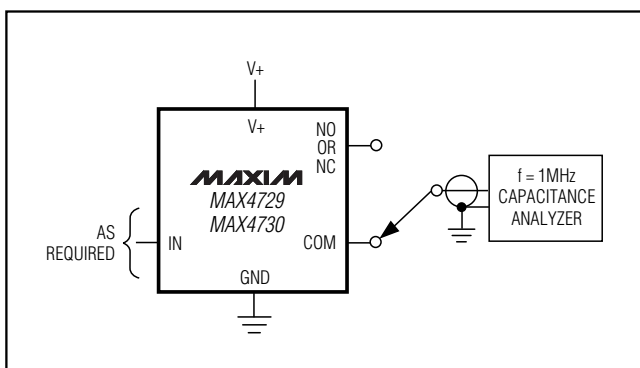 V+
V+
NO
OR
NC
MAXIM
MAX4729
MAX4730
AS
REQUIRED
IN
COM
GND
f = 1MHz
CAPACITANCE
ANALYZER